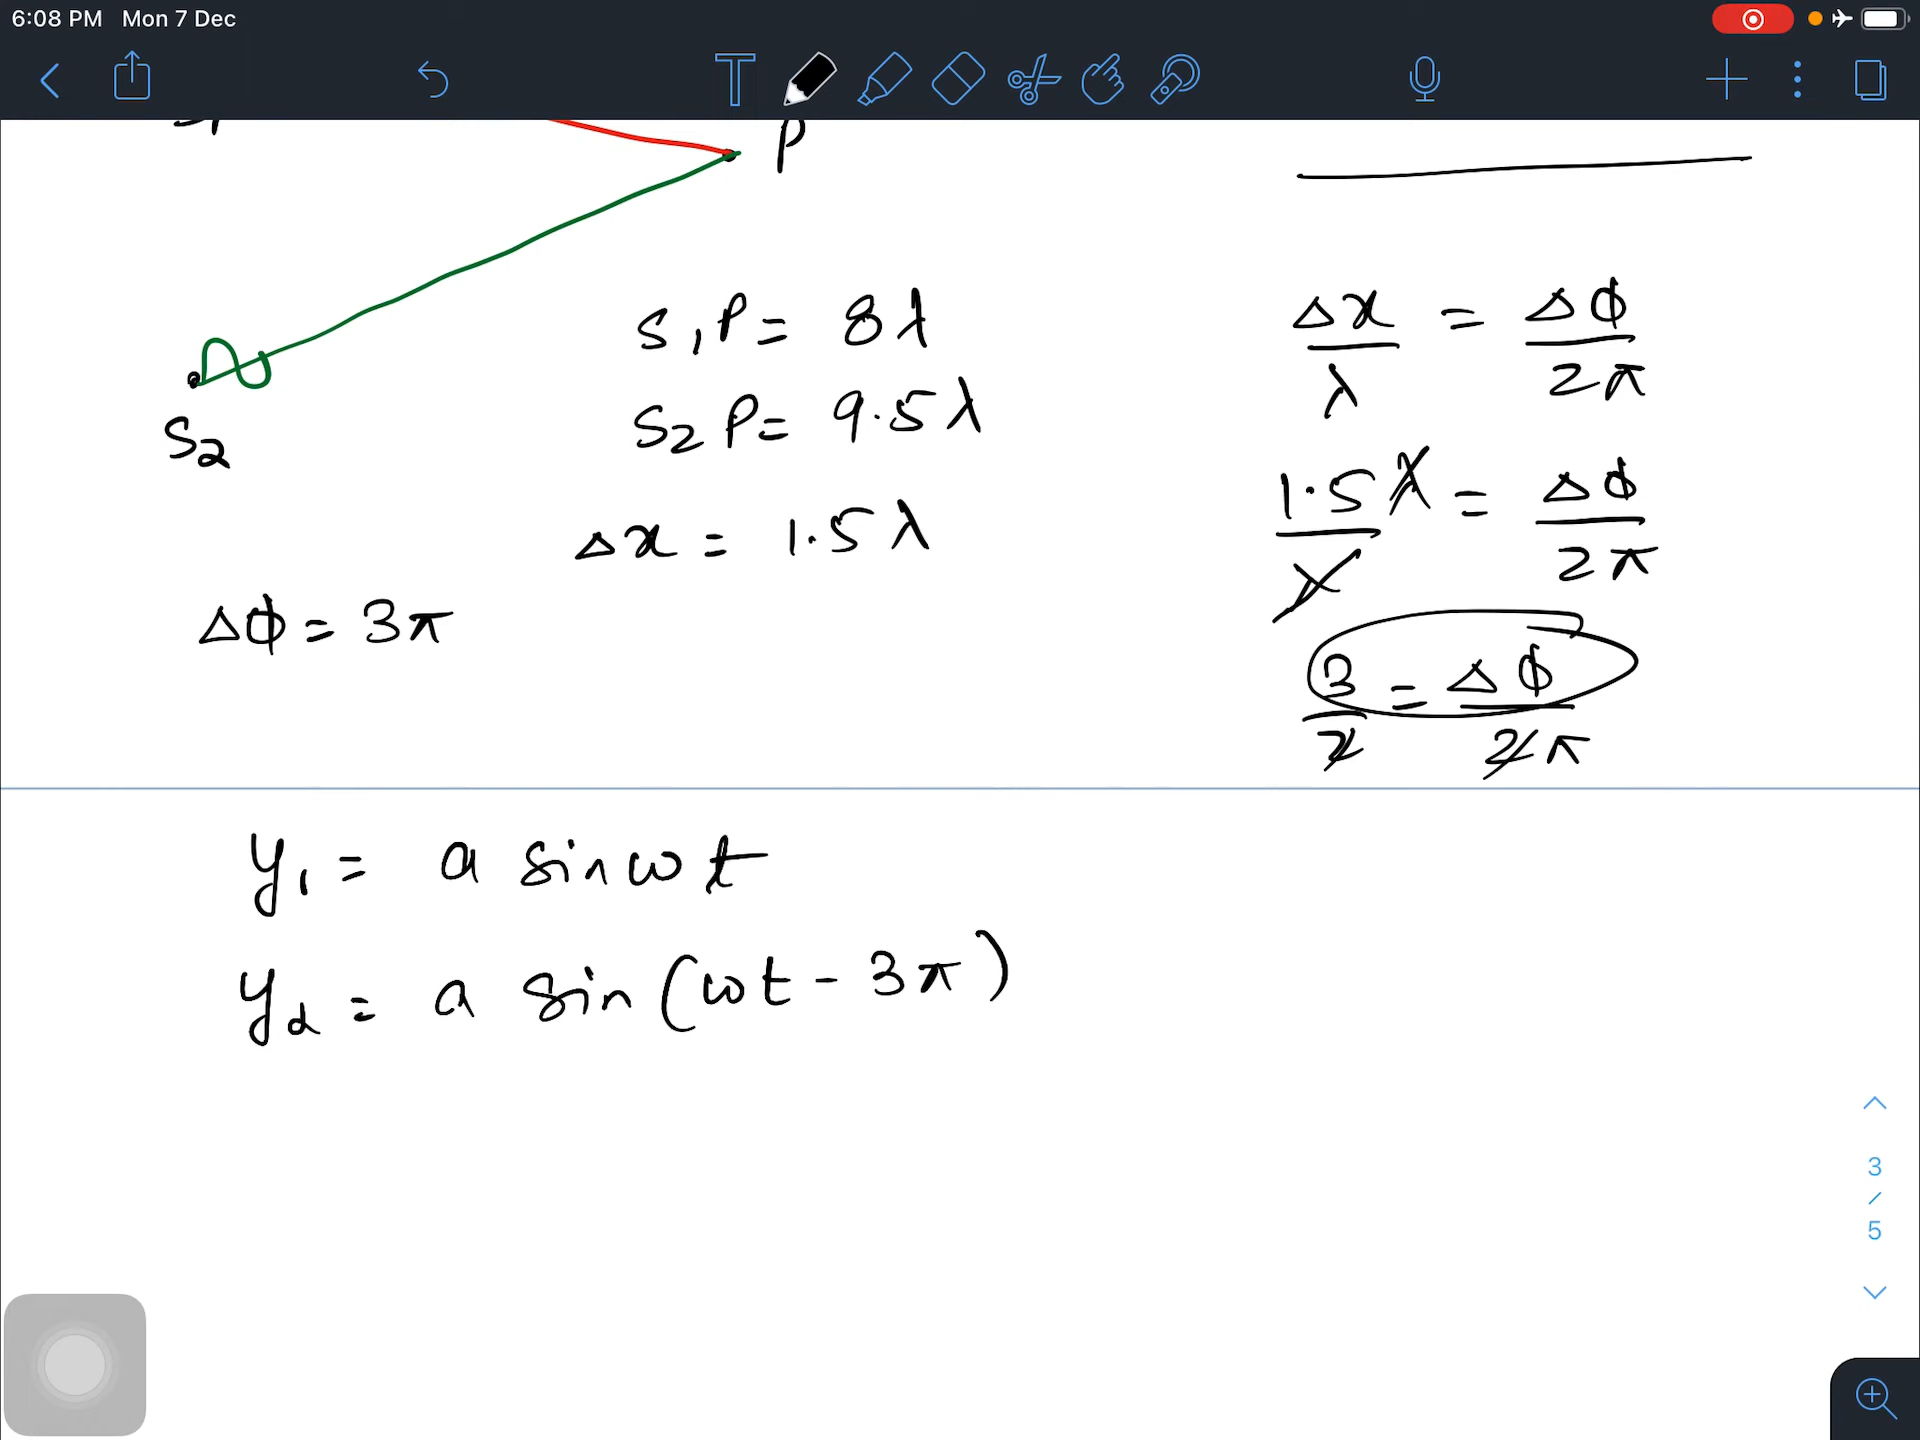 6:08 PM Mon 7 Dec
P
S₁P = 8λ
S₂P = 9.5λ
S₂
Δx = 1.5λ
Δϕ = 3π
Δx/λ = Δϕ/2π
1.5λ/λ = Δϕ/2π
3/2 = Δϕ/2π
y₁ = a sin ωt
y₂ = a sin (ωt - 3π)
3
/
5